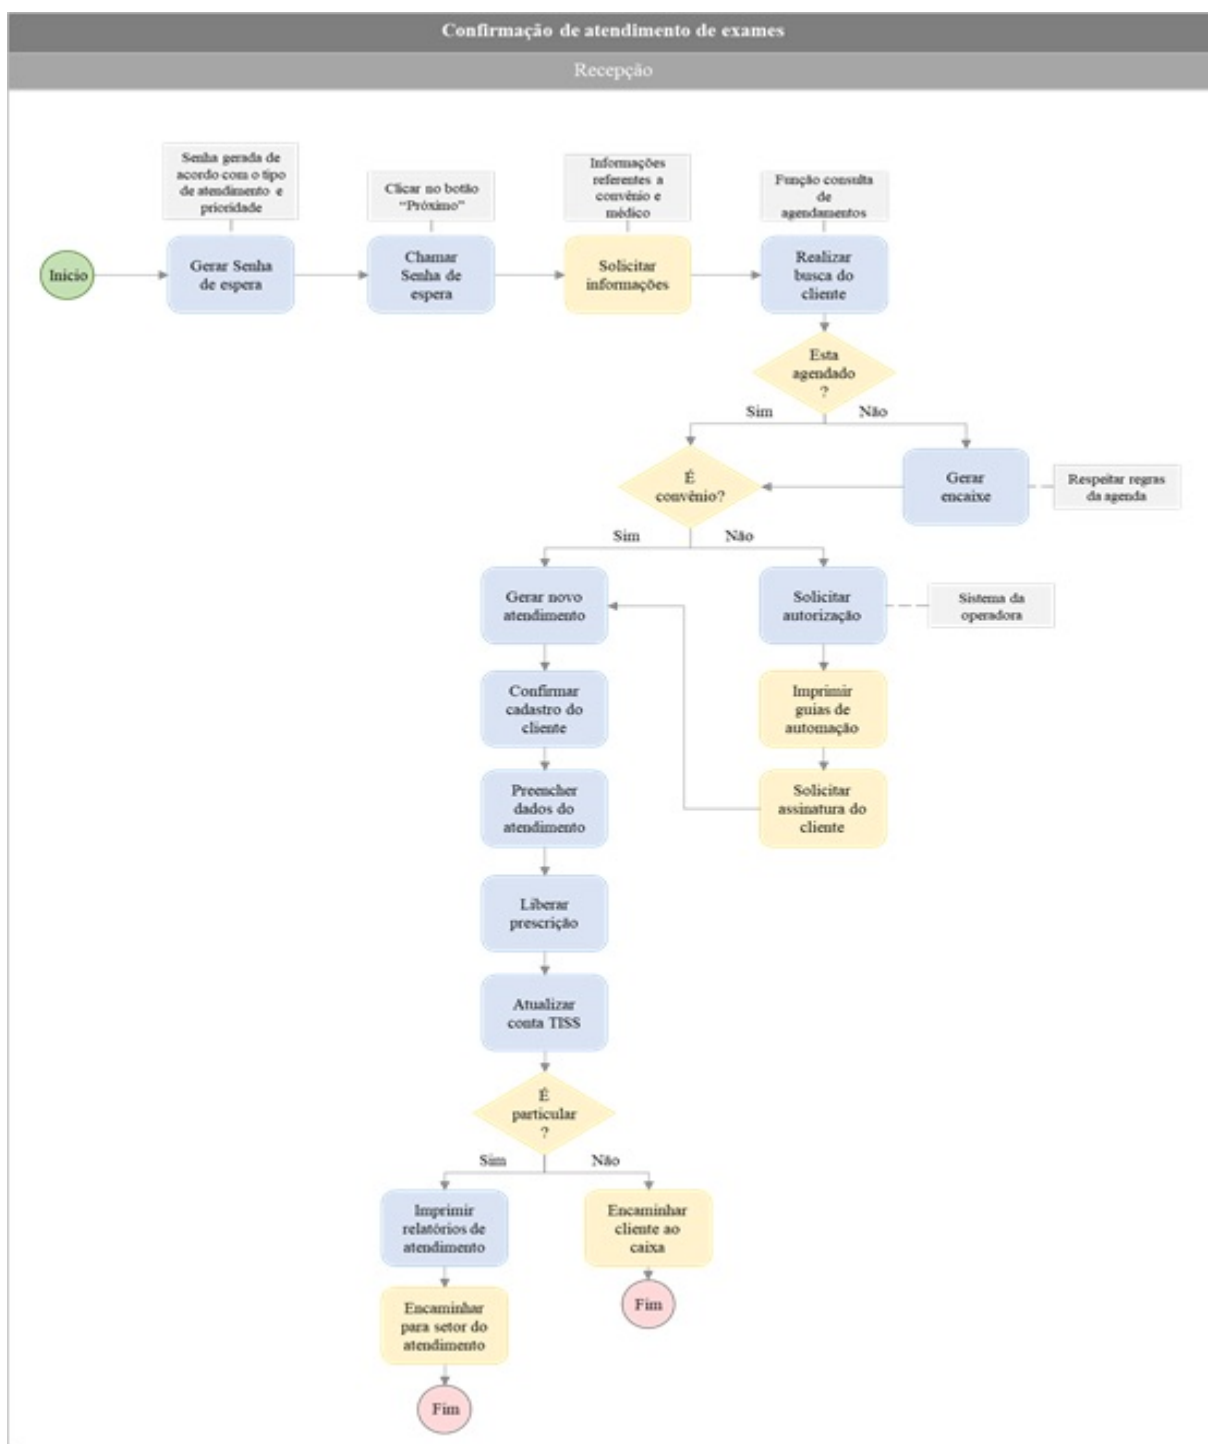 Confirmação de atendimento de exames
Recepção
Senha gerada de
acordo com o tipo
de atendimento e
prioridade
Clicar no botão
“Próximo”
Informações
referentes a
convênio e
médico
Função consulta
de
agendamentos
Inicio
Gerar Senha
de espera
Chamar
Senha de
espera
Solicitar
informações
Realizar
busca do
cliente
Esta
agendado
?
Sim
Não
É
convênio?
Gerar
encaixe
Respeitar regras
da agenda
Sim
Não
Gerar novo
atendimento
Solicitar
autorização
Sistema da
operadora
Confirmar
cadastro do
cliente
Imprimir
guias de
automação
Preencher
dados do
atendimento
Solicitar
assinatura do
cliente
Liberar
prescrição
Atualizar
conta TISS
É
particular
?
Sim
Não
Imprimir
relatórios de
atendimento
Encaminhar
cliente ao
caixa
Encaminhar
para setor do
atendimento
Fim
Fim